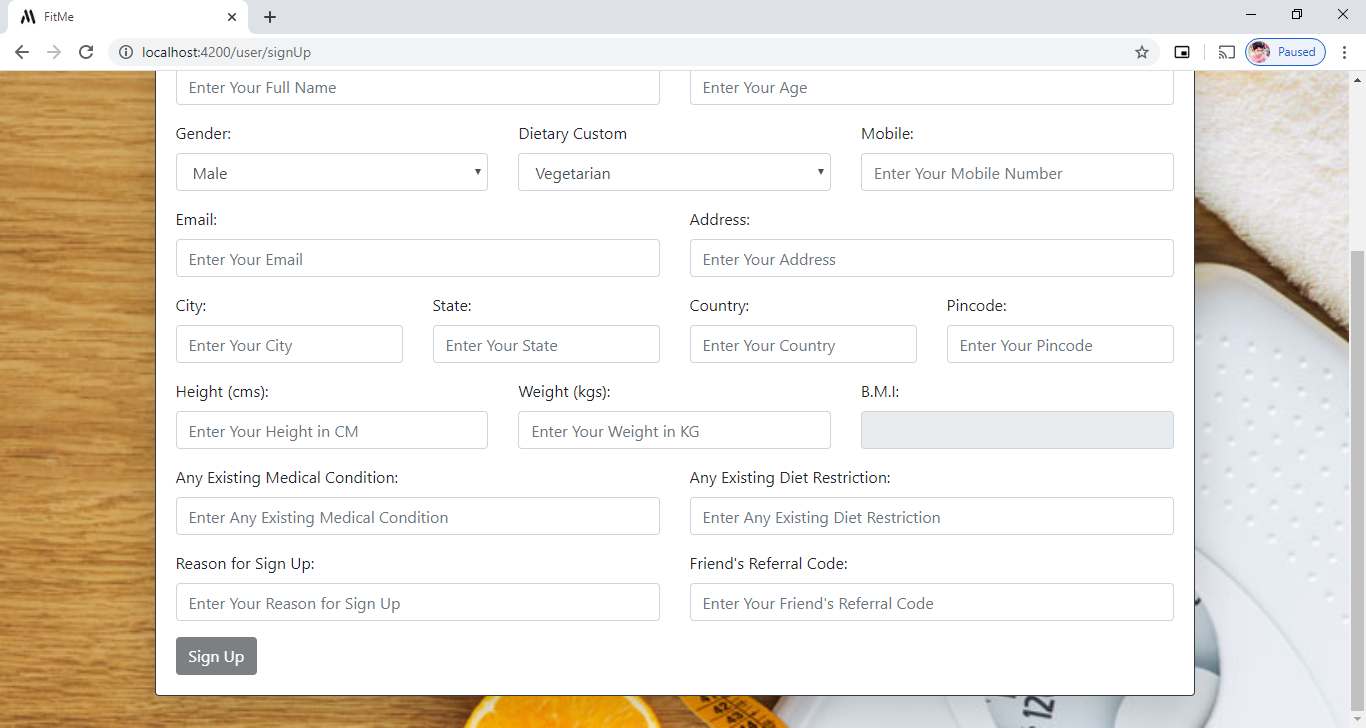 FitMe
localhost:4200/user/signUp
Paused
Enter Your Full Name
Enter Your Age
Gender:
Dietary Custom
Mobile:
Male
Vegetarian
Enter Your Mobile Number
Email:
Address:
Enter Your Email
Enter Your Address
City:
State:
Country:
Pincode:
Enter Your City
Enter Your State
Enter Your Country
Enter Your Pincode
Height (cms):
Weight (kgs):
B.M.I:
Enter Your Height in CM
Enter Your Weight in KG
Any Existing Medical Condition:
Any Existing Diet Restriction:
Enter Any Existing Medical Condition
Enter Any Existing Diet Restriction
Reason for Sign Up:
Friend's Referral Code:
Enter Your Reason for Sign Up
Enter Your Friend's Referral Code
Sign Up